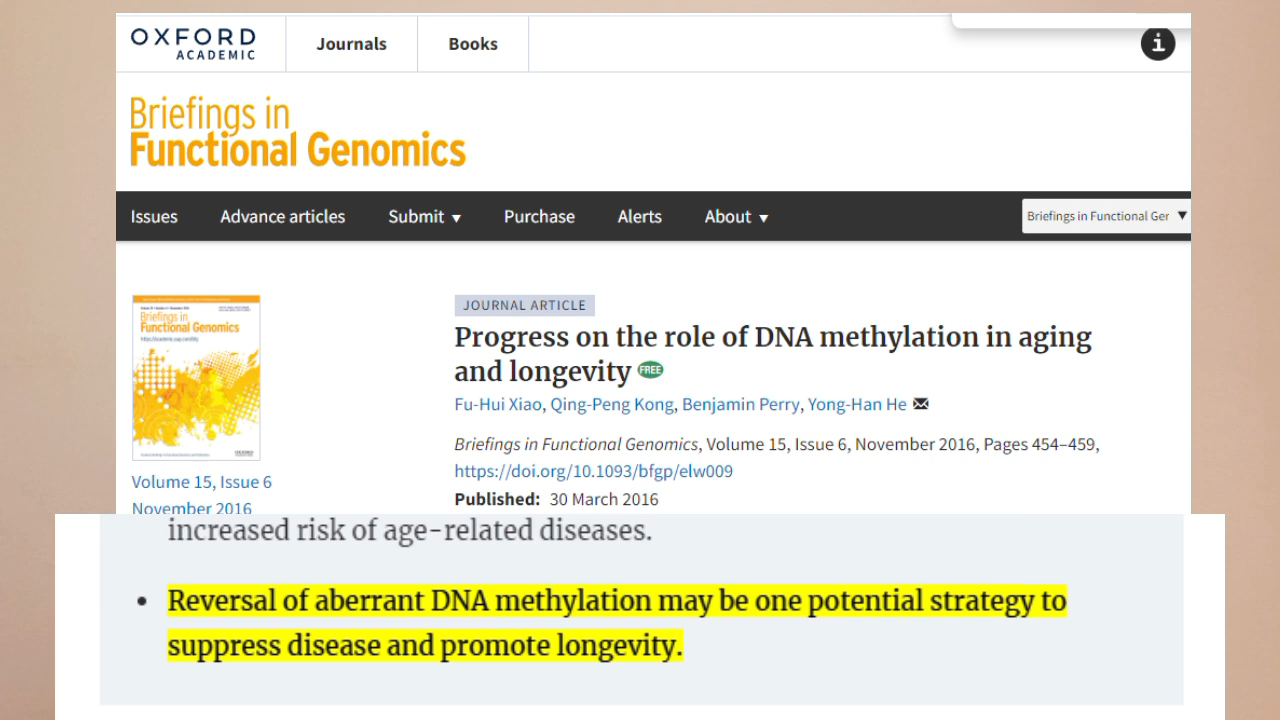 OXFORD
ACADEMIC
Journals
Books
Briefings in
Functional Genomics
Issues
Advance articles
Submit ▼
Purchase
Alerts
About ▼
Briefings in Functional Ger ▼
Briefings in
Functional Genomics
JOURNAL ARTICLE
Progress on the role of DNA methylation in aging
and longevity FREE
Fu-Hui Xiao, Qing-Peng Kong, Benjamin Perry, Yong-Han He
Briefings in Functional Genomics, Volume 15, Issue 6, November 2016, Pages 454–459,
https://doi.org/10.1093/bfgp/elw009
Published: 30 March 2016
Volume 15, Issue 6
November 2016
increased risk of age-related diseases.
• Reversal of aberrant DNA methylation may be one potential strategy to
suppress disease and promote longevity.